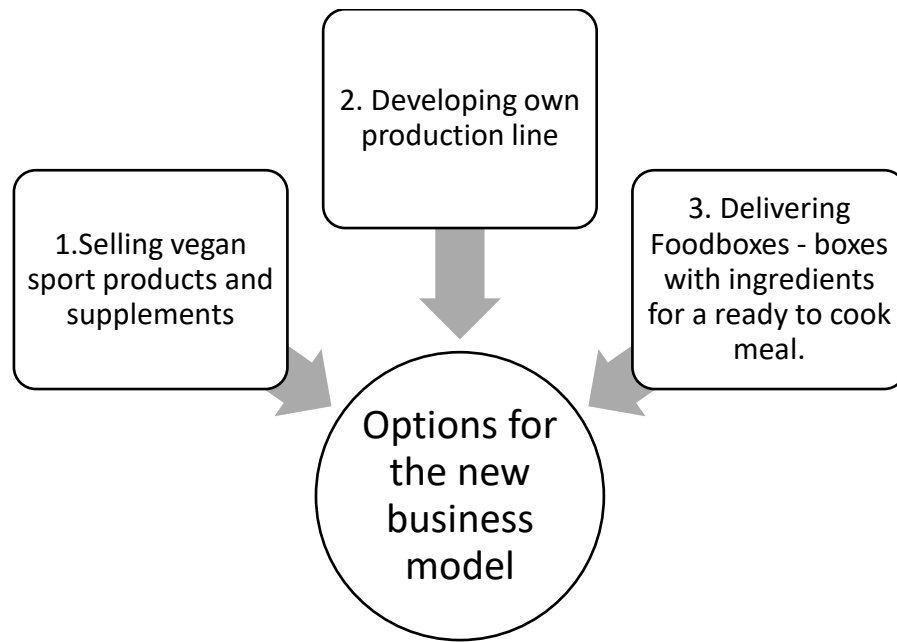 2. Developing own
production line
1.Selling vegan
sport products and
supplements
3. Delivering
Foodboxes - boxes
with ingredients
for a ready to cook
meal.
Options for
the new
business
model